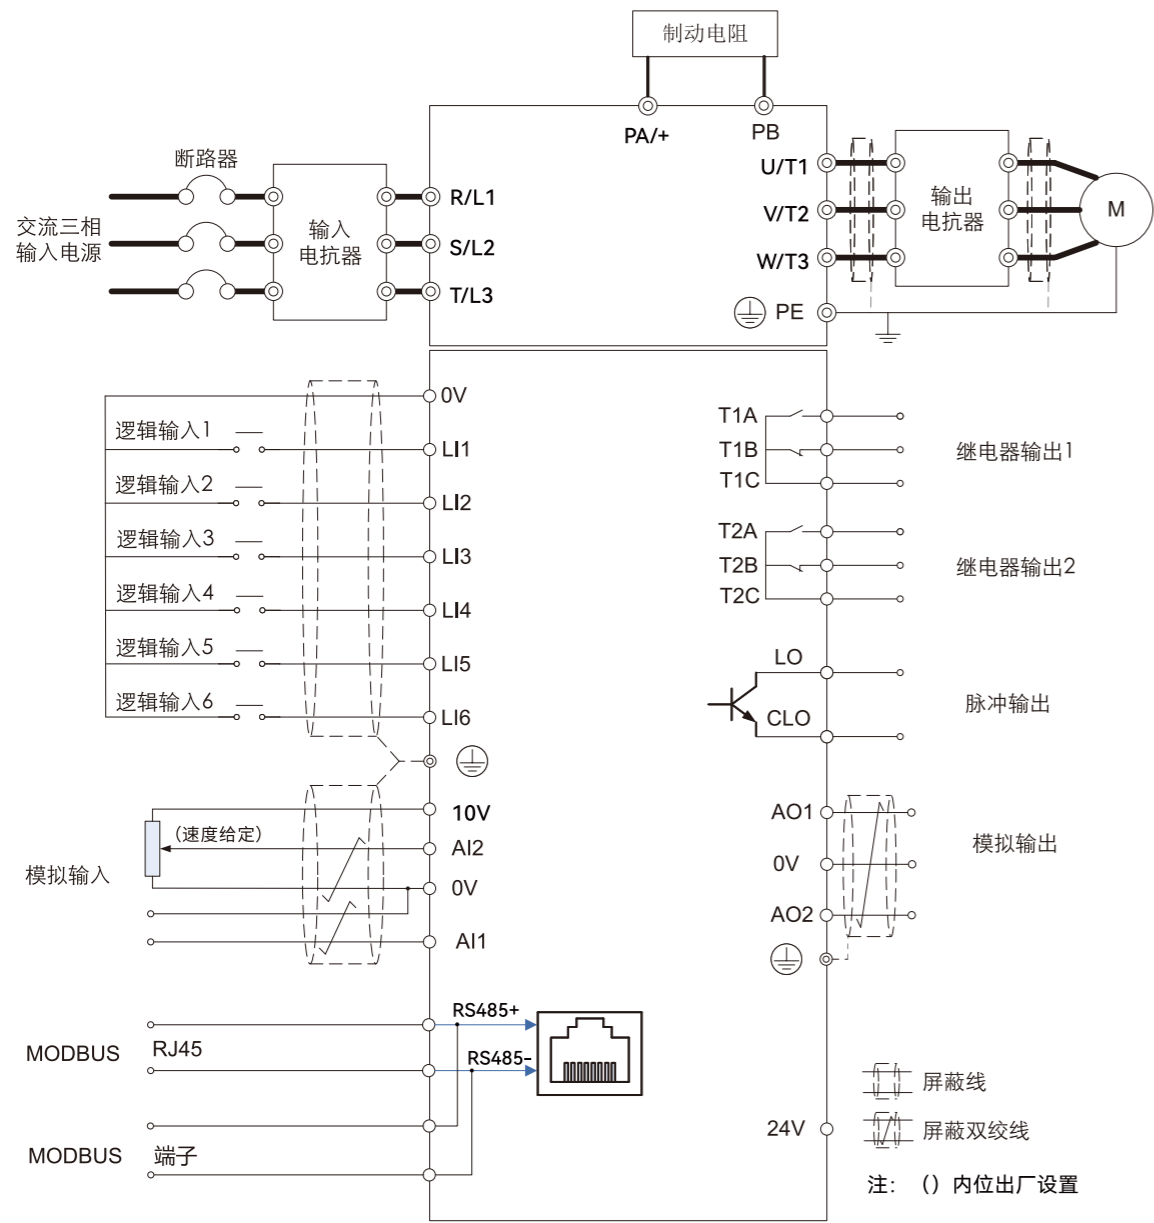 制动电阻
PA/+
PB
断路器
交流三相
输入电源
输入
电抗器
R/L1
S/L2
T/L3
U/T1
V/T2
W/T3
PE
输出
电抗器
M
0V
逻辑输入1
LI1
逻辑输入2
LI2
逻辑输入3
LI3
逻辑输入4
LI4
逻辑输入5
LI5
逻辑输入6
LI6
T1A
T1B
T1C
继电器输出1
T2A
T2B
T2C
继电器输出2
LO
CLO
脉冲输出
10V
(速度给定)
AI2
模拟输入
0V
AI1
AO1
0V
AO2
模拟输出
RS485+
MODBUS RJ45
RS485-
MODBUS 端子
24V
屏蔽线
屏蔽双绞线
注: ()内位出厂设置